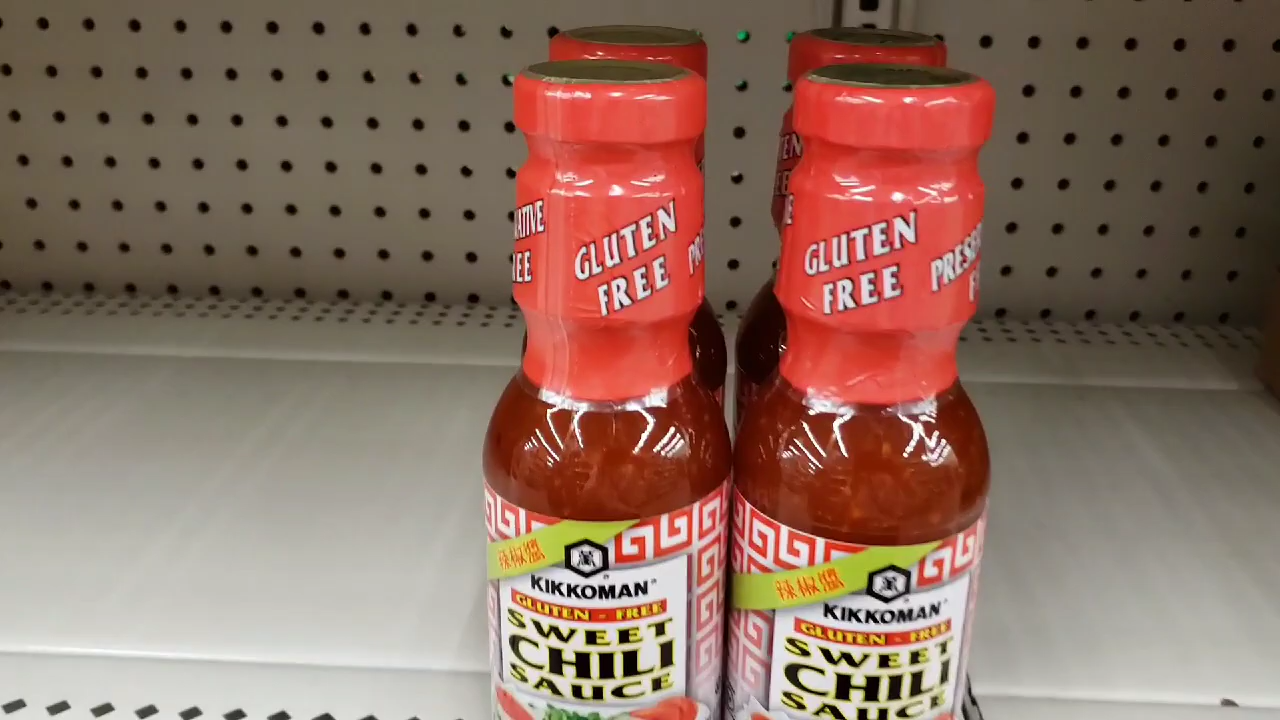 GLUTEN
FREE
GLUTEN
FREE
辣椒醬
KIKKOMAN
GLUTEN - FREE
SWEET
CHILI
SAUCE
辣椒醬
KIKKOMAN
GLUTEN - FREE
SWEET
CHILI
SAUCE